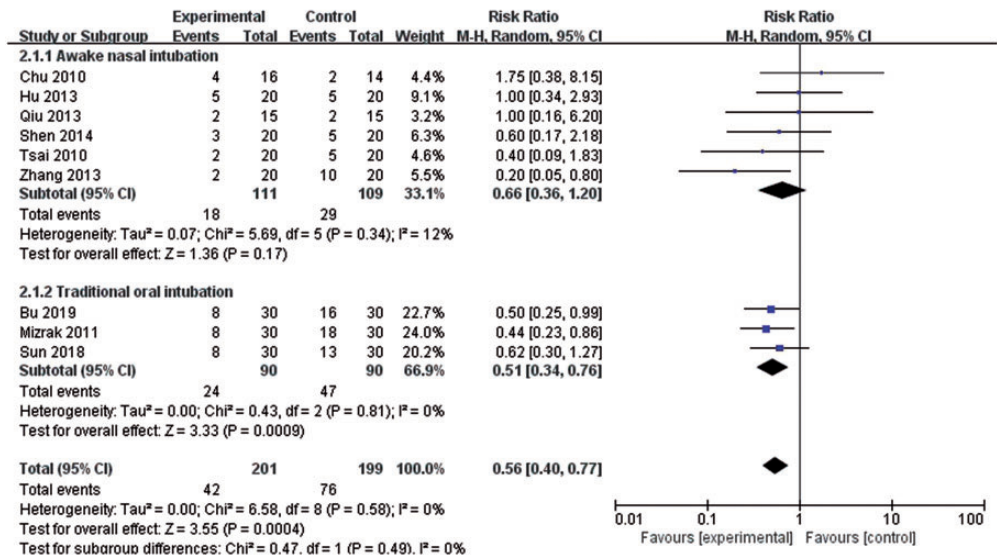 Experimental Control Risk Ratio Risk Ratio
Study or Subgroup Events Total Events Total Weight M-H, Random, 95% CI M-H, Random, 95% CI
2.1.1 Awake nasal intubation
Chu 2010 4 16 2 14 4.4% 1.75 [0.38, 8.15]
Hu 2013 5 20 5 20 9.1% 1.00 [0.34, 2.93]
Qiu 2013 2 15 2 15 3.2% 1.00 [0.16, 6.20]
Shen 2014 3 20 5 20 6.3% 0.60 [0.17, 2.18]
Tsai 2010 2 20 5 20 4.6% 0.40 [0.09, 1.83]
Zhang 2013 2 20 10 20 5.5% 0.20 [0.05, 0.80]
Subtotal (95% CI) 111 109 33.1% 0.66 [0.36, 1.20]
Total events 18 29
Heterogeneity: Tau² = 0.07; Chi² = 5.69, df = 5 (P = 0.34); I² = 12%
Test for overall effect: Z = 1.36 (P = 0.17)
2.1.2 Traditional oral intubation
Bu 2019 8 30 16 30 22.7% 0.50 [0.25, 0.99]
Mizrak 2011 8 30 18 30 24.0% 0.44 [0.23, 0.86]
Sun 2018 8 30 13 30 20.2% 0.62 [0.30, 1.27]
Subtotal (95% CI) 90 90 66.9% 0.51 [0.34, 0.76]
Total events 24 47
Heterogeneity: Tau² = 0.00; Chi² = 0.43, df = 2 (P = 0.81); I² = 0%
Test for overall effect: Z = 3.33 (P = 0.0009)
Total (95% CI) 201 199 100.0% 0.56 [0.40, 0.77]
Total events 42 76
Heterogeneity: Tau² = 0.00; Chi² = 6.58, df = 8 (P = 0.58); I² = 0%
Test for overall effect: Z = 3.55 (P = 0.0004)
Test for subgroup differences: Chi² = 0.47, df = 1 (P = 0.49), I² = 0%
0.01 0.1 1 10 100
Favours [experimental] Favours [control]